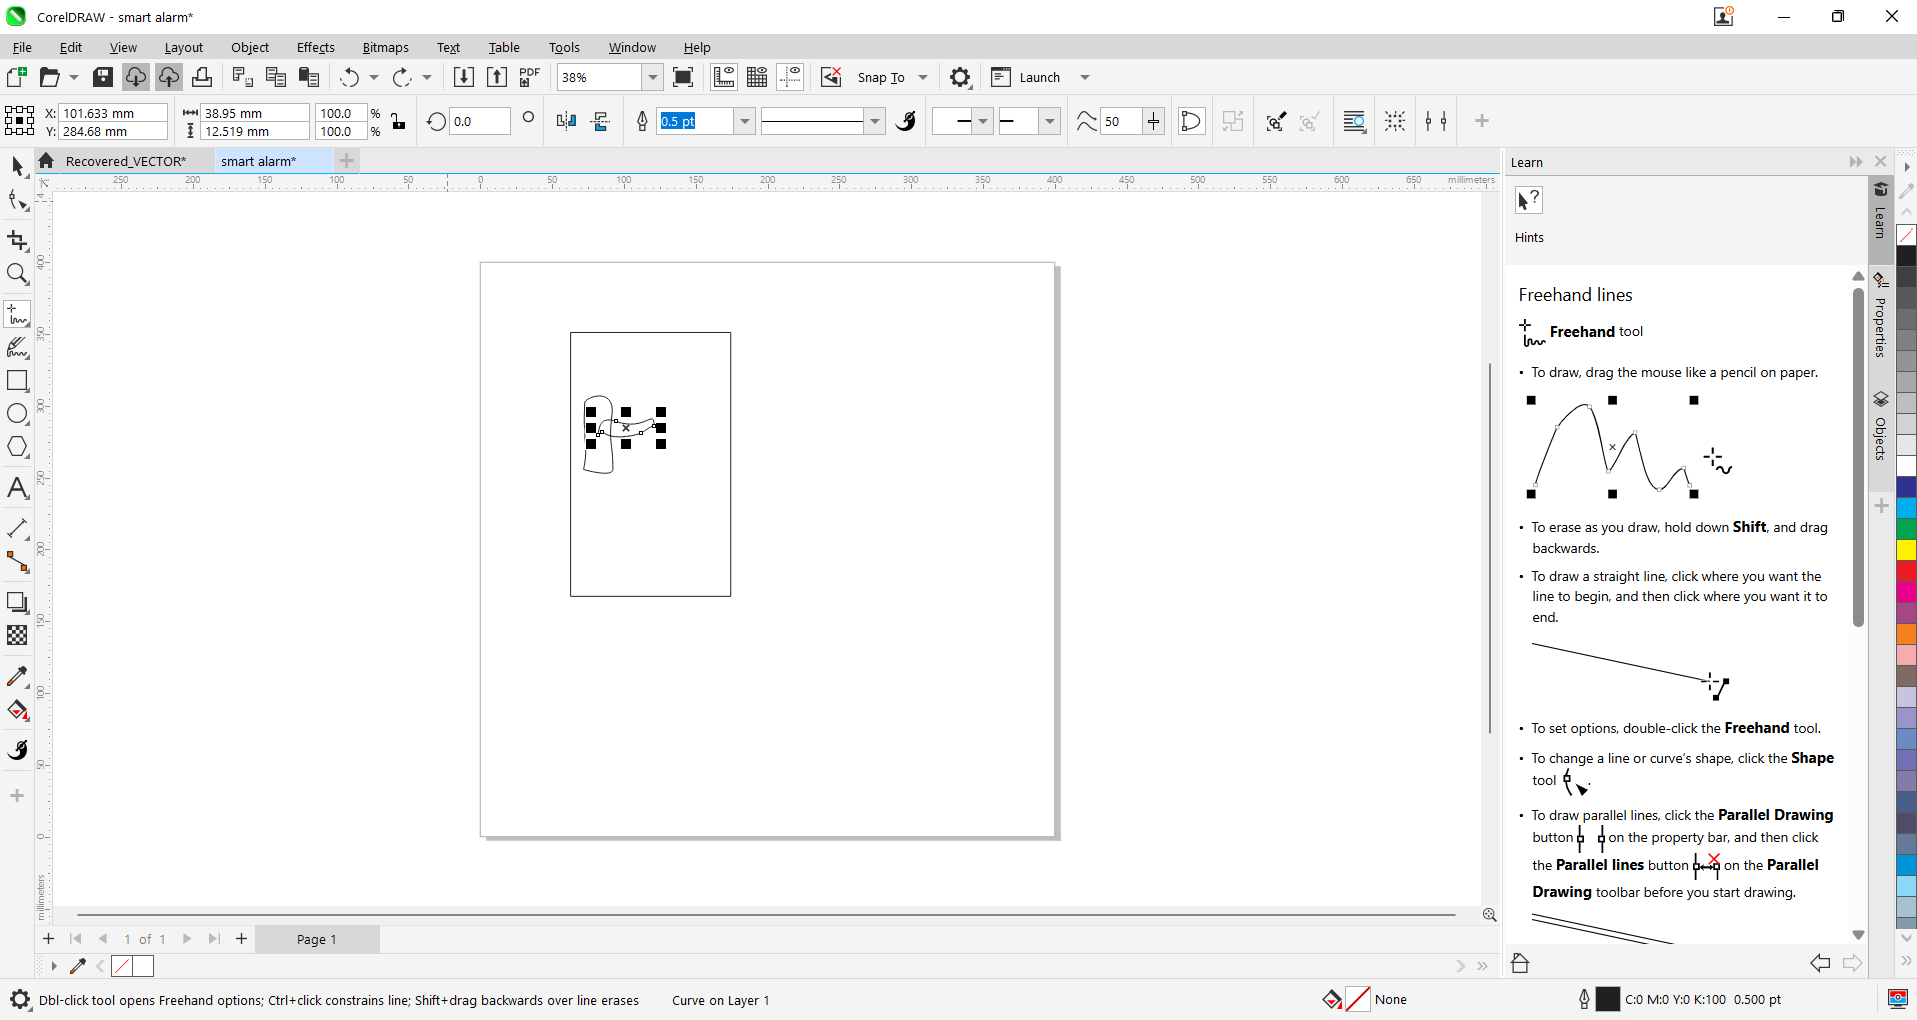 CorelDRAW - smart alarm*
File Edit View Layout Object Effects Bitmaps Text Table Tools Window Help
PDF 38% Snap To Launch
X: 101.633 mm 38.95 mm 100.0 % 0.0 0.5 pt 50
Y: 284.68 mm 12.519 mm 100.0 %
Recovered_VECTOR* smart alarm*
250 200 150 100 50 0 50 100 150 200 250 300 350 400 450 500 550 600 650 millimeters
400
350
300
250
200
150
100
50
0
millimeters
Learn
Hints
Freehand lines
Freehand tool
• To draw, drag the mouse like a pencil on paper.
• To erase as you draw, hold down Shift, and drag
backwards.
• To draw a straight line, click where you want the
line to begin, and then click where you want it to
end.
• To set options, double-click the Freehand tool.
• To change a line or curve's shape, click the Shape
tool .
• To draw parallel lines, click the Parallel Drawing
button on the property bar, and then click
the Parallel lines button on the Parallel
Drawing toolbar before you start drawing.
Learn
Properties
Objects
1 of 1 Page 1
Dbl-click tool opens Freehand options; Ctrl+click constrains line; Shift+drag backwards over line erases Curve on Layer 1 None C:0 M:0 Y:0 K:100 0.500 pt